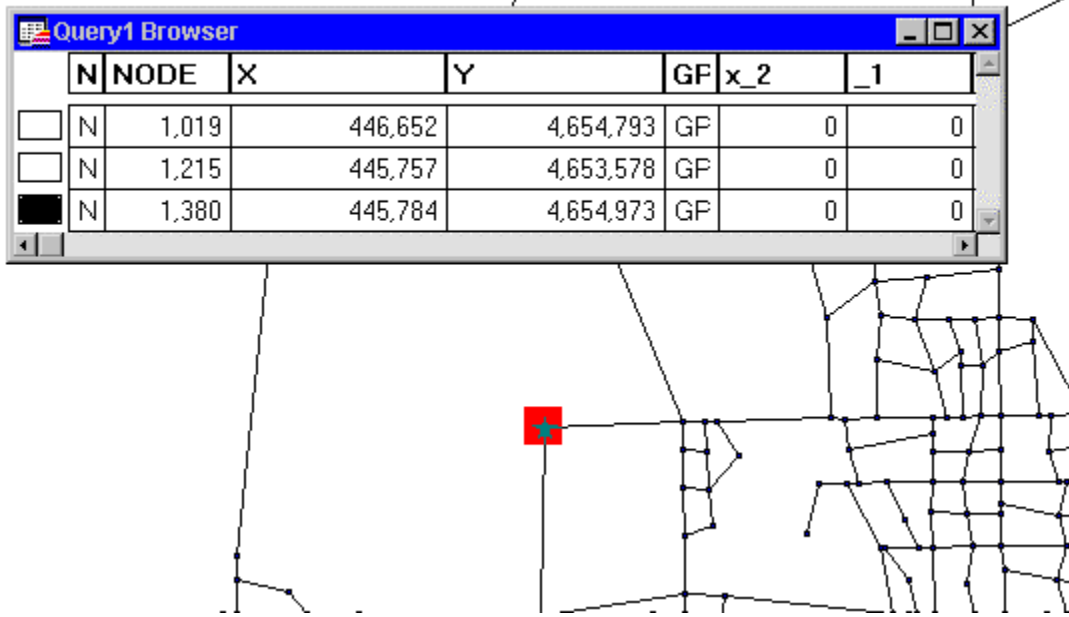 Query1 Browser
N NODE X Y GP x_2 _1
N 1,019 446,652 4,654,793 GP 0 0
N 1,215 445,757 4,653,578 GP 0 0
N 1,380 445,784 4,654,973 GP 0 0